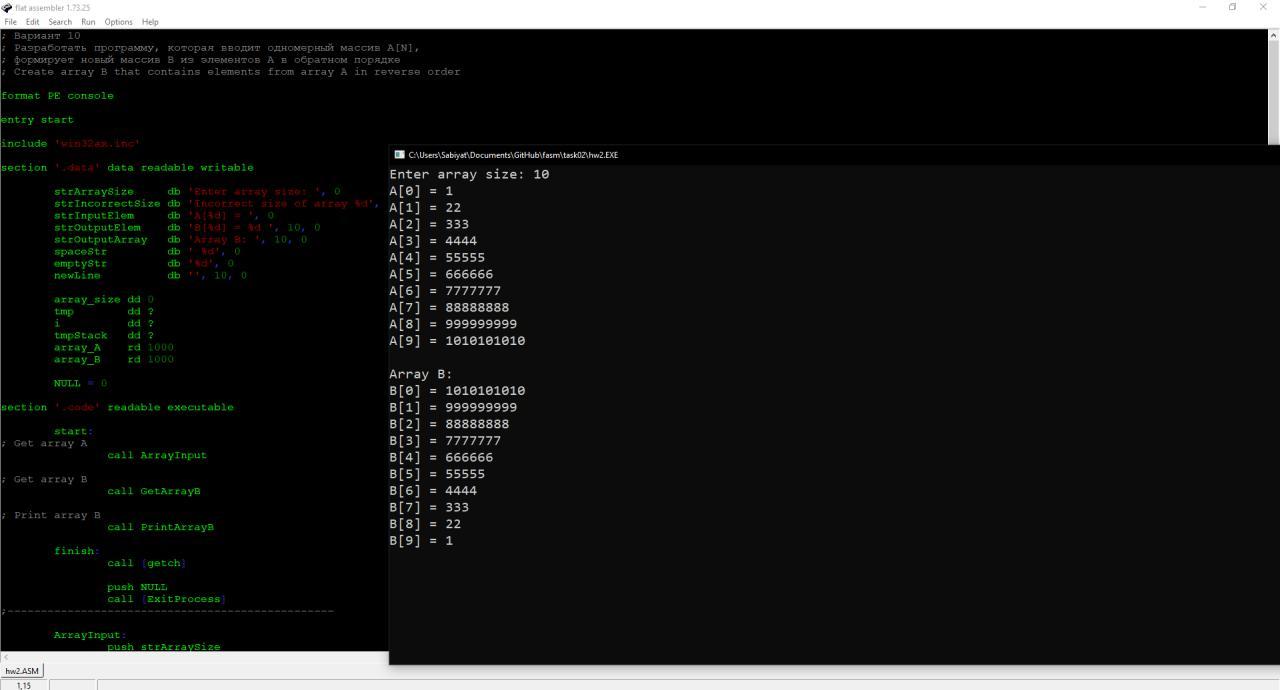 flat assembler 1.73.25
File Edit Search Run Options Help
; Вариант 10
; Разработать программу, которая вводит одномерный массив A[N],
; формирует новый массив B из элементов A в обратном порядке
; Create array B that contains elements from array A in reverse order
format PE console
entry start
include 'win32ax.inc'
section '.data' data readable writable
strArraySize db 'Enter array size: ', 0
strIncorrectSize db 'Incorrect size of array %d',
strInputElem db 'A[%d] = ', 0
strOutputElem db 'B[%d] = %d ', 10, 0
strOutputArray db 'Array B: ', 10, 0
spaceStr db ' %d', 0
emptyStr db '%d', 0
newLine db '', 10, 0
array_size dd 0
tmp dd ?
i dd ?
tmpStack dd ?
array_A rd 1000
array_B rd 1000
NULL = 0
section '.code' readable executable
start:
; Get array A
call ArrayInput
; Get array B
call GetArrayB
; Print array B
call PrintArrayB
finish:
call [getch]
push NULL
call [ExitProcess]
;--------------------------------------------------
ArrayInput:
push strArraySize
hw2.ASM
1,15
C:\Users\Sabiyat\Documents\GitHub\fasm\task02\hw2.EXE
Enter array size: 10
A[0] = 1
A[1] = 22
A[2] = 333
A[3] = 4444
A[4] = 55555
A[5] = 666666
A[6] = 7777777
A[7] = 88888888
A[8] = 999999999
A[9] = 1010101010
Array B:
B[0] = 1010101010
B[1] = 999999999
B[2] = 88888888
B[3] = 7777777
B[4] = 666666
B[5] = 55555
B[6] = 4444
B[7] = 333
B[8] = 22
B[9] = 1